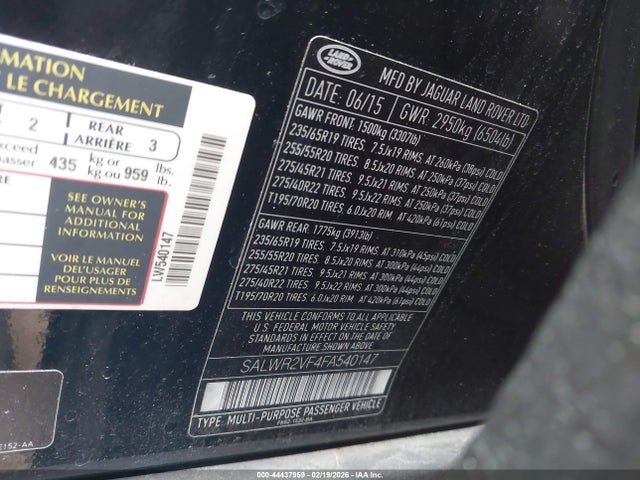 RMATION
LE CHARGEMENT
2
REAR
ARRIÈRE
3
xceed
passer 435 kg or kg ou 959 lbs. lb.
SEE OWNER'S
MANUAL FOR
ADDITIONAL
INFORMATION
VOIR LE MANUEL
DE L'USAGER
POUR PLUS DE
RENSEIGNEMENTS
LW540147
E152-AA
LAND
ROVER
MFD BY JAGUAR LAND ROVER LTD
DATE: 06/15
GWR 2950kg (6504lb)
GAWR FRONT 1500kg (3307lb)
235/65R19 TIRES, 7.5Jx19 RIMS, AT 260kPa (38psi) COLD
255/55R20 TIRES, 8.5Jx20 RIMS, AT 250kPa (37psi) COLD
275/45R21 TIRES, 9.5Jx21 RIMS, AT 250kPa (37psi) COLD
275/40R22 TIRES, 9.5Jx22 RIMS, AT 250kPa (37psi) COLD
T195/70R20 TIRES, 6.0Jx20 RIM, AT 420kPa (61psi) COLD
GAWR REAR 1775kg (3913lb)
235/65R19 TIRES, 7.5Jx19 RIMS, AT 310kPa (45psi) COLD
255/55R20 TIRES, 8.5Jx20 RIMS, AT 300kPa (44psi) COLD
275/45R21 TIRES, 9.5Jx21 RIMS, AT 300kPa (44psi) COLD
275/40R22 TIRES, 9.5Jx22 RIMS, AT 300kPa (44psi) COLD
T195/70R20 TIRES, 6.0Jx20 RIM, AT 420kPa (61psi) COLD
THIS VEHICLE CONFORMS TO ALL APPLICABLE
U.S. FEDERAL MOTOR VEHICLE SAFETY STANDARDS
IN EFFECT ON THE DATE OF MANUFACTURE
SHOWN ABOVE
SALWR2VF4FA540147
TYPE: MULTI-PURPOSE PASSENGER VEHICLE
000-44437959 - 02/19/2026 - IAAI.COM